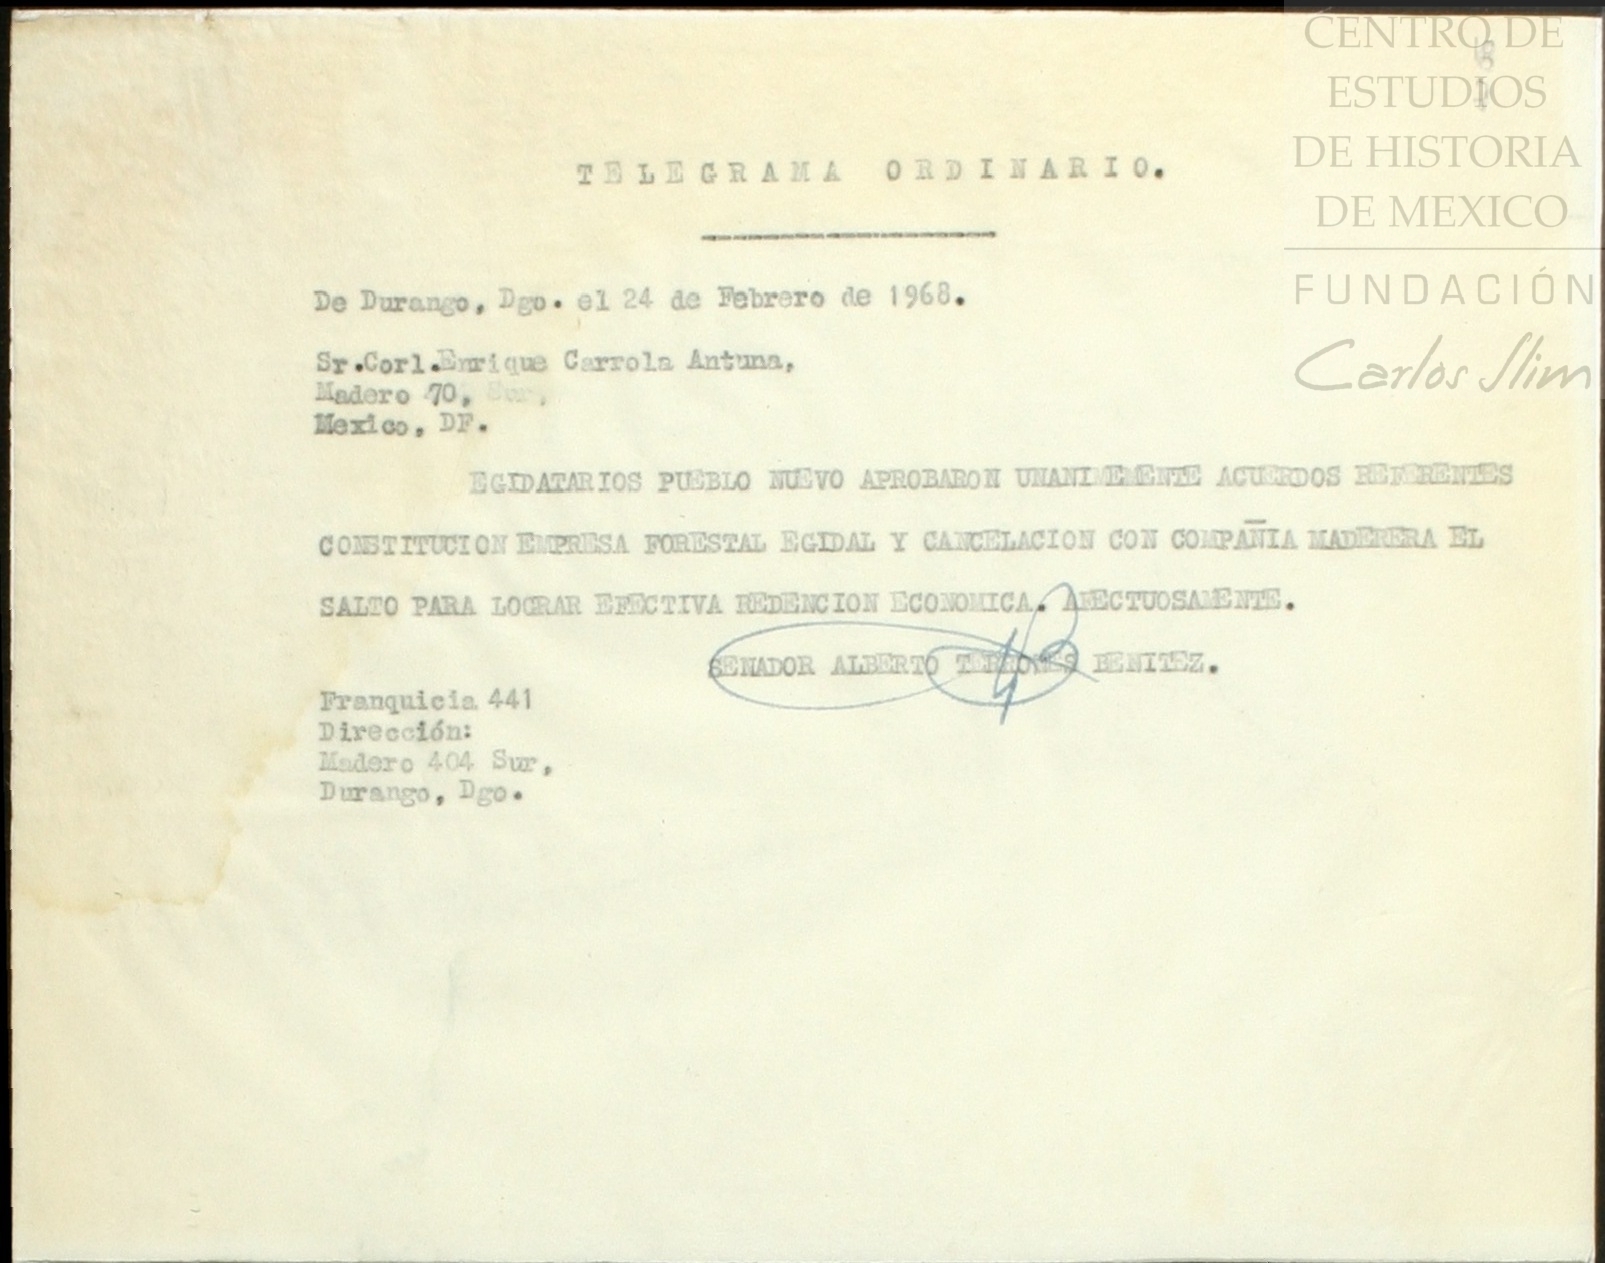 CENTRO DE
ESTUDIOS
DE HISTORIA
DE MEXICO
FUNDACIÓN
Carlos Slim
TELEGRAMA ORDINARIO.
De Durango, Dgo. el 24 de Febrero de 1968.
Sr.Corl.Enrique Carrola Antuna,
Madero 70, Sur,
Mexico, DF.
EGIDATARIOS PUEBLO NUEVO APROBARON UNANIMEMENTE ACUERDOS REFERENTES
CONSTITUCION EMPRESA FORESTAL EGIDAL Y CANCELACION CON COMPAÑIA MADERERA EL
SALTO PARA LOGRAR EFECTIVA REDENCION ECONOMICA. AFECTUOSAMENTE.
SENADOR ALBERTO TERRONES BENITEZ.
Franquicia 441
Dirección:
Madero 404 Sur,
Durango, Dgo.